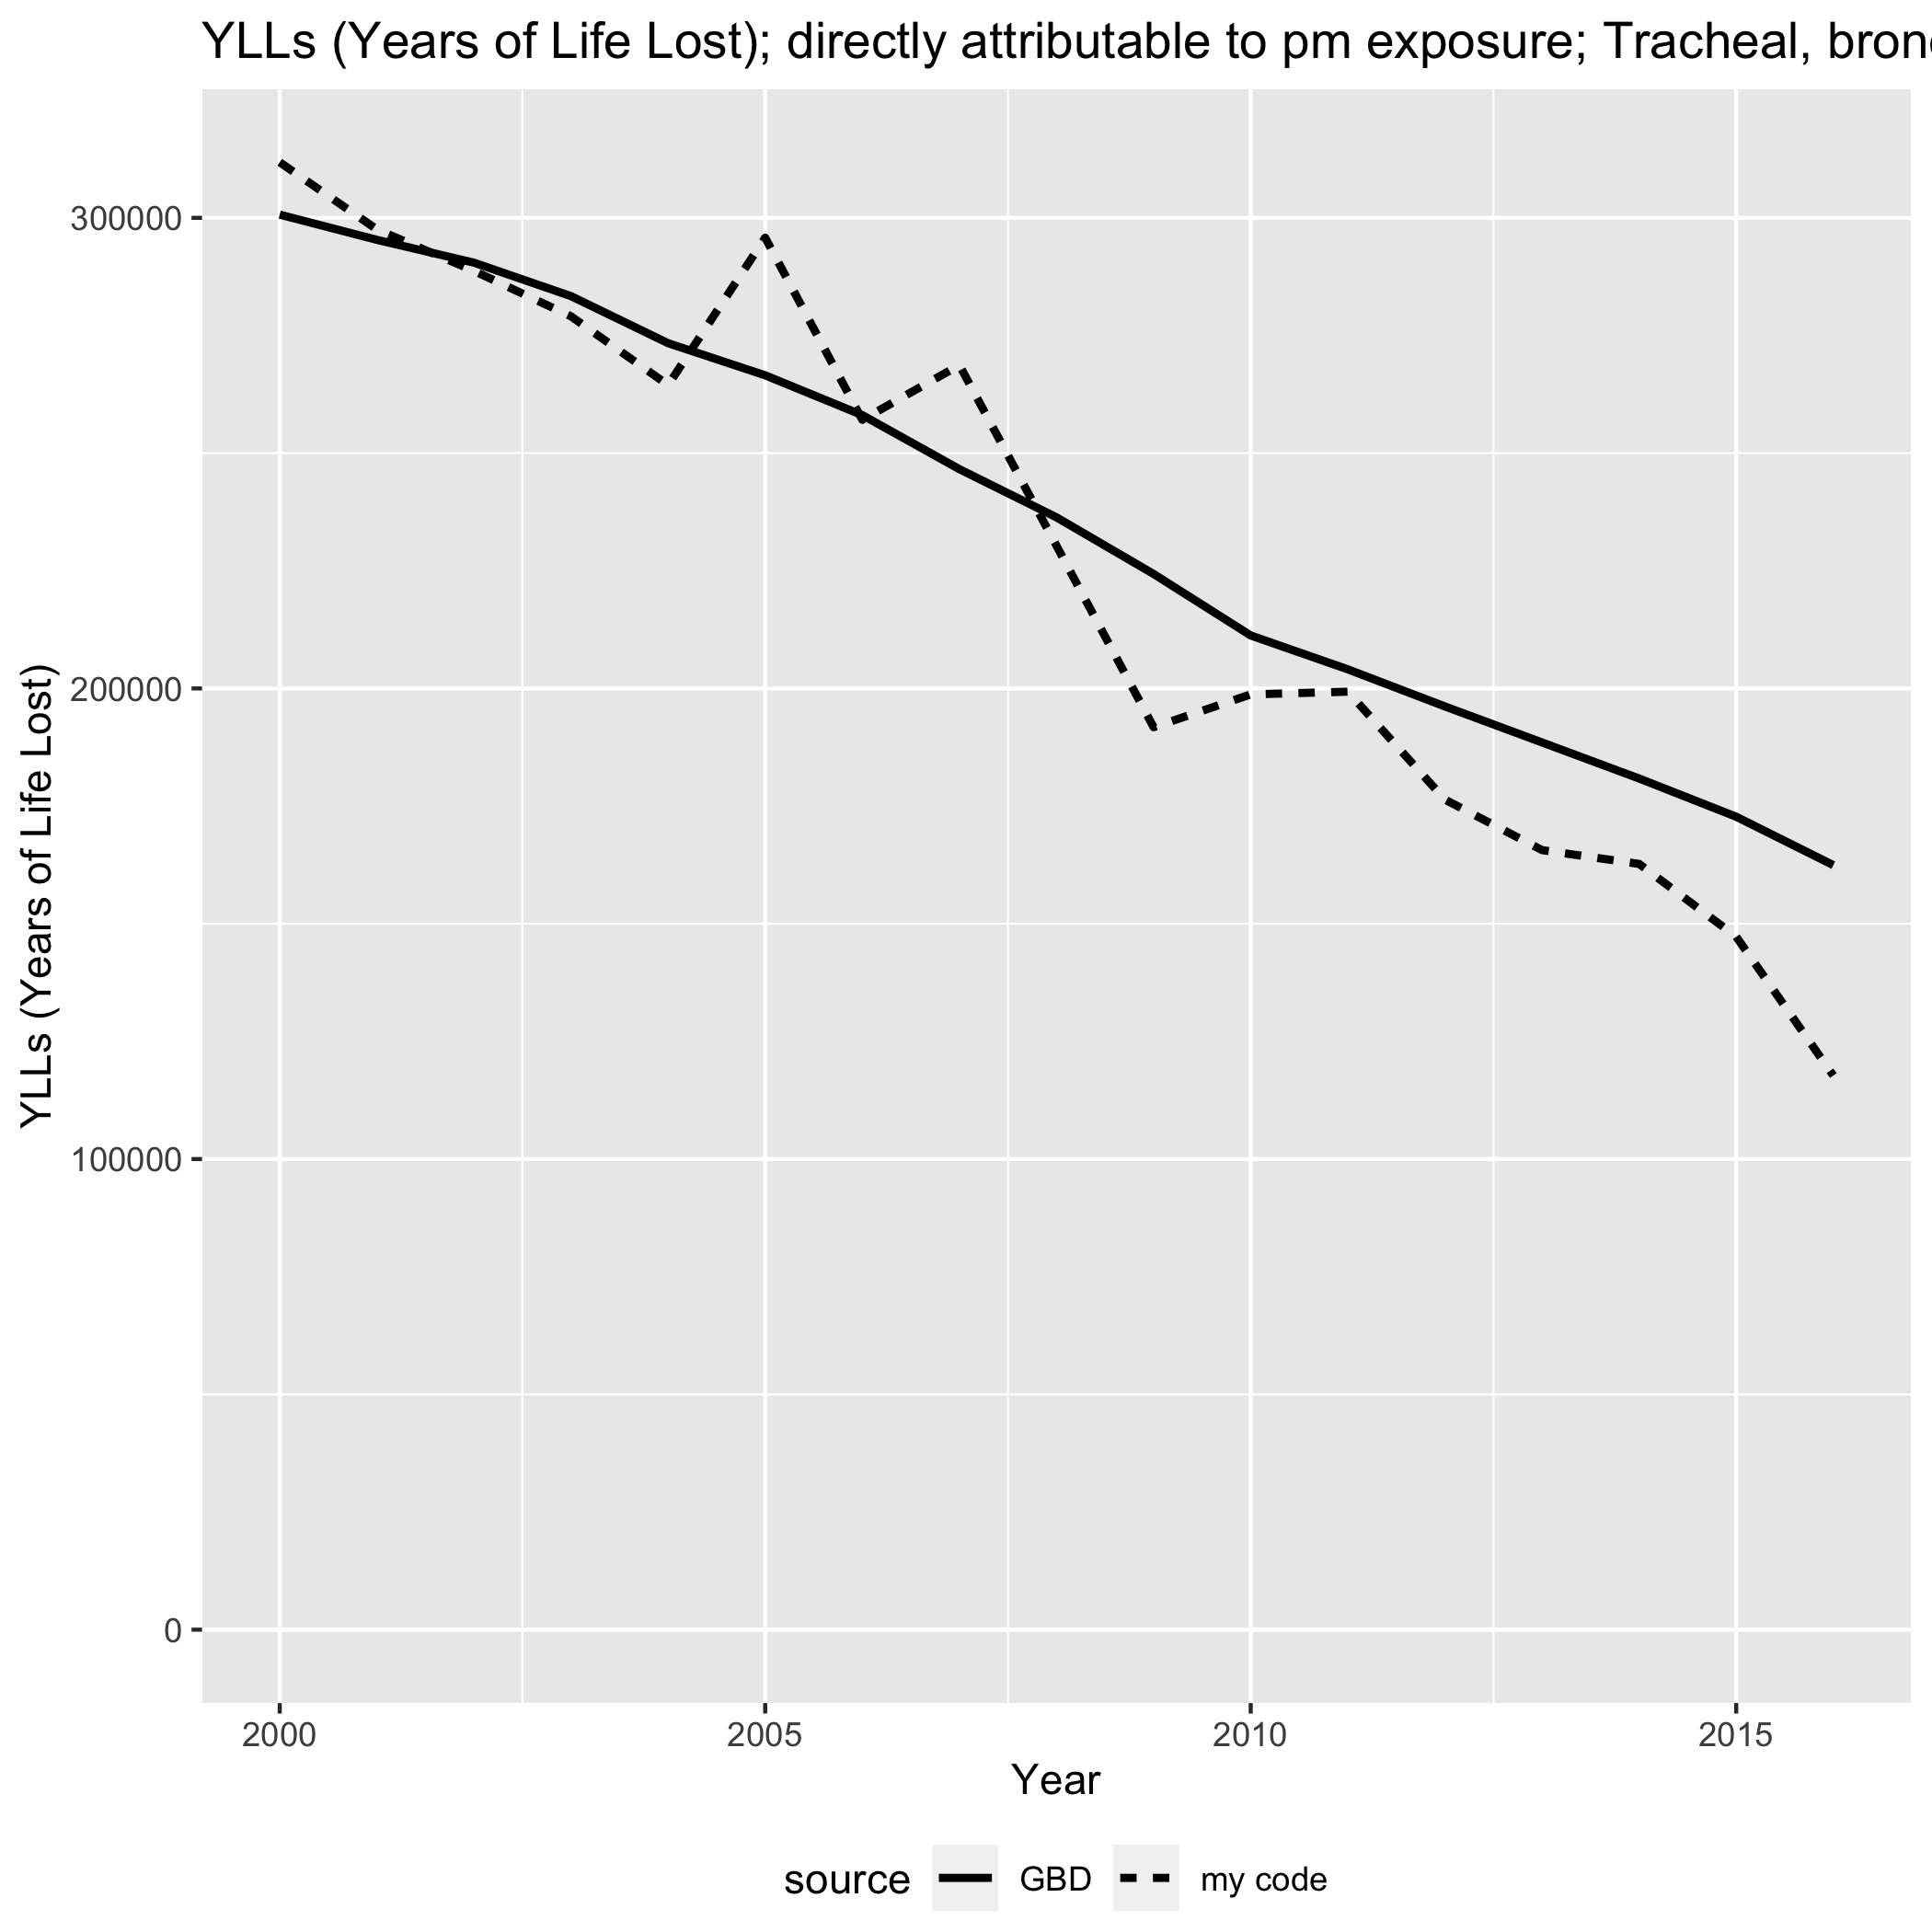 YLLs (Years of Life Lost); directly attributable to pm exposure; Tracheal,
300000
200000
100000
0
YLLs (Years of Life Lost)
2000 2005 2010 2015
Year
source GBD my code